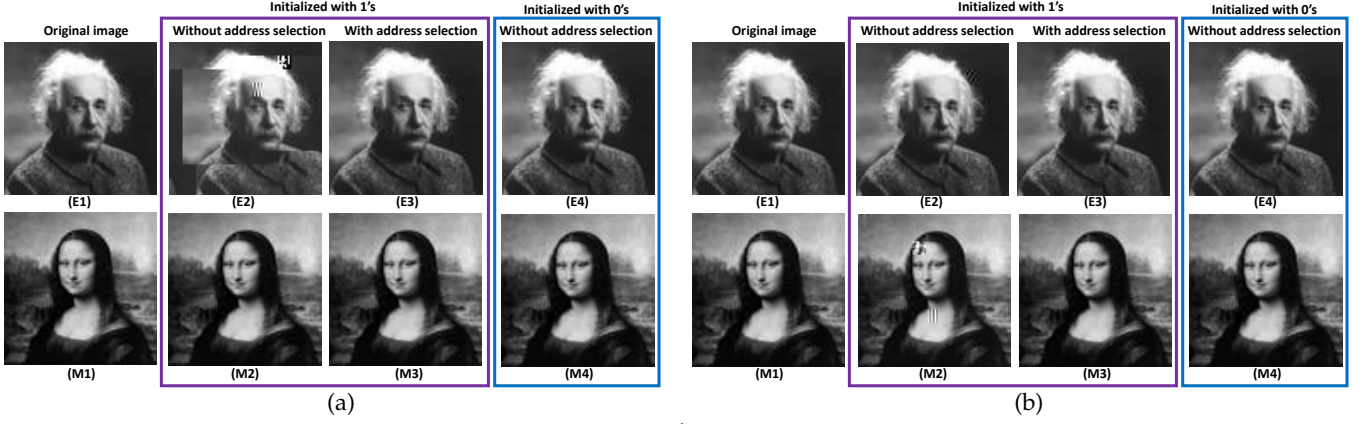 Initialized with 1's
Initialized with 0's
Original image
Without address selection
With address selection
Without address selection
(E1)
(E2)
(E3)
(E4)
(M1)
(M2)
(M3)
(M4)
(a)
Initialized with 1's
Initialized with 0's
Original image
Without address selection
With address selection
Without address selection
(E1)
(E2)
(E3)
(E4)
(M1)
(M2)
(M3)
(M4)
(b)